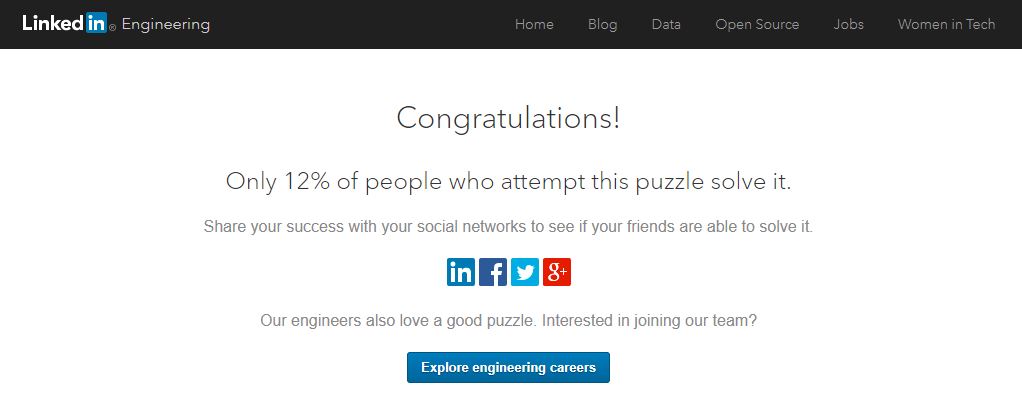 Linked in ® Engineering Home Blog Data Open Source Jobs Women in Tech
Congratulations!
Only 12% of people who attempt this puzzle solve it.
Share your success with your social networks to see if your friends are able to solve it.
in f g+
Our engineers also love a good puzzle. Interested in joining our team?
Explore engineering careers